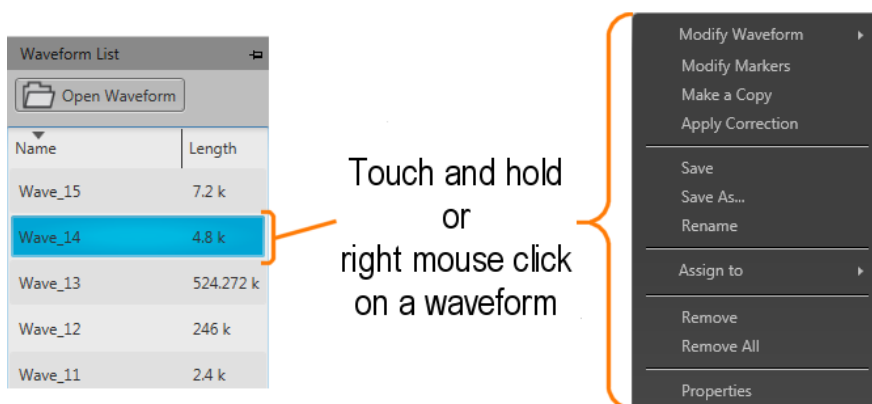 Waveform List
Open Waveform
Name Length
Wave_15 7.2 k
Wave_14 4.8 k
Wave_13 524.272 k
Wave_12 246 k
Wave_11 2.4 k
Touch and hold
or
right mouse click
on a waveform
Modify Waveform
Modify Markers
Make a Copy
Apply Correction
Save
Save As...
Rename
Assign to
Remove
Remove All
Properties